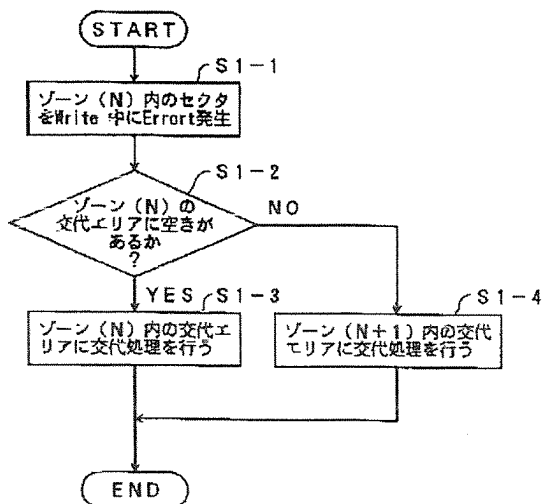 START
S1-1
ゾーン(N)内のセクタ
をWrite 中にErrort発生
S1-2
ゾーン(N)の
交代エリアに空きが
あるか
?
NO
YES
S1-3
ゾーン(N)内の交代エ
リアに交代処理を行う
S1-4
ゾーン(N+1)内の交代
エリアに交代処理を行う
END